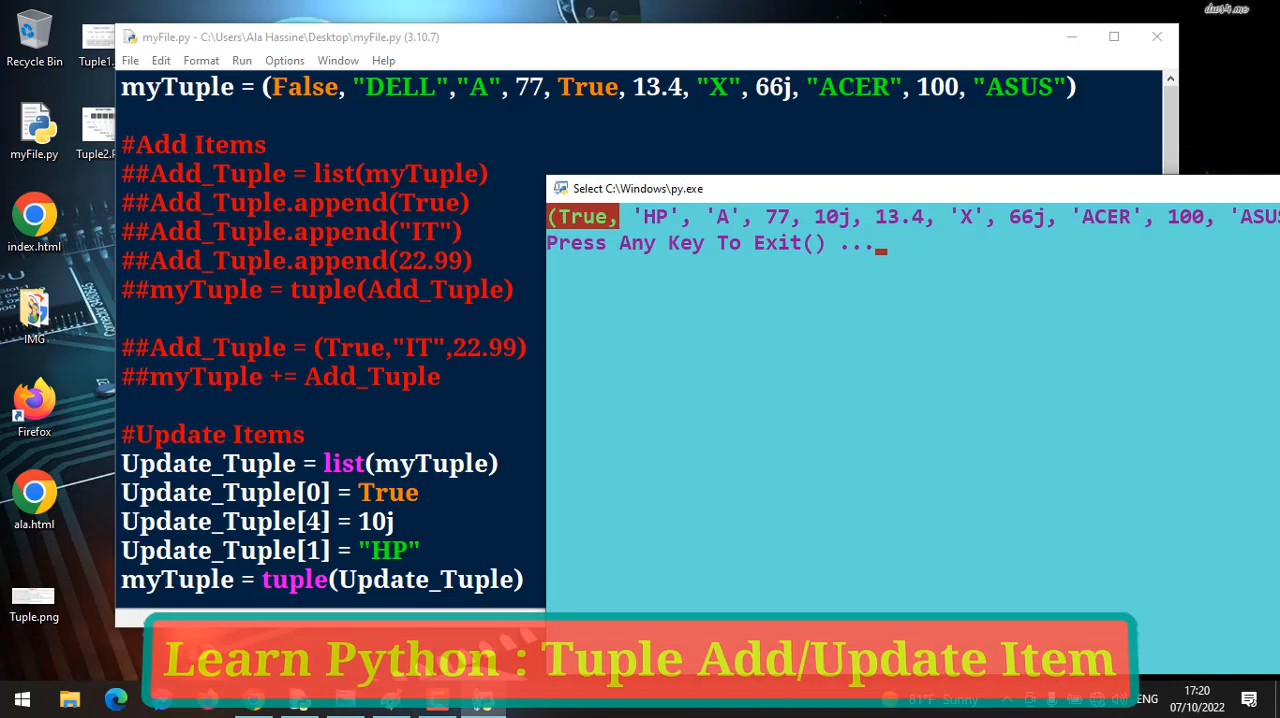 dws4.me
Recycle Bin
Tuple1.
myFile.py
Tuple2.P
index.html
IMG
Firefox
ala.html
Tuple.png
myFile.py - C:\Users\Ala Hassine\Desktop\myFile.py (3.10.7)
File Edit Format Run Options Window Help
myTuple = (False, "DELL","A", 77, True, 13.4, "X", 66j, "ACER", 100, "ASUS")
#Add Items
##Add_Tuple = list(myTuple)
##Add_Tuple.append(True)
##Add_Tuple.append("IT")
##Add_Tuple.append(22.99)
##myTuple = tuple(Add_Tuple)
##Add_Tuple = (True,"IT",22.99)
##myTuple += Add_Tuple
#Update Items
Update_Tuple = list(myTuple)
Update_Tuple[0] = True
Update_Tuple[4] = 10j
Update_Tuple[1] = "HP"
myTuple = tuple(Update_Tuple)
Select C:\Windows\py.exe
(True, 'HP', 'A', 77, 10j, 13.4, 'X', 66j, 'ACER', 100, 'ASUS
Press Any Key To Exit() ...
Learn Python : Tuple Add/Update Item
81°F Sunny
ENG
17:20
07/10/2022